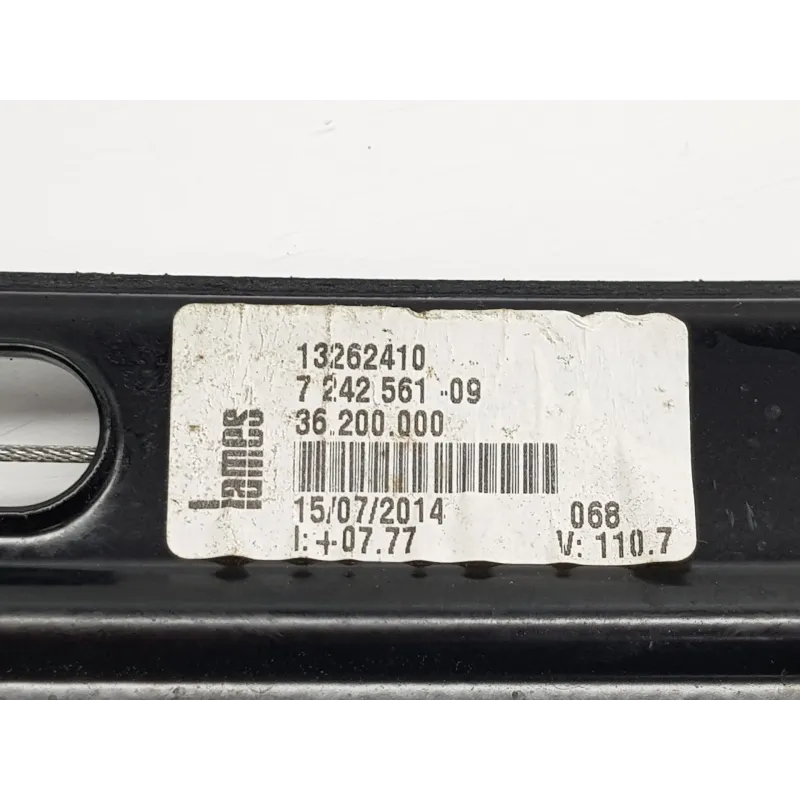 lames
13262410
7 242 561 -09
36.200.000
15/07/2014 068
I: +07.77 V: 110.7